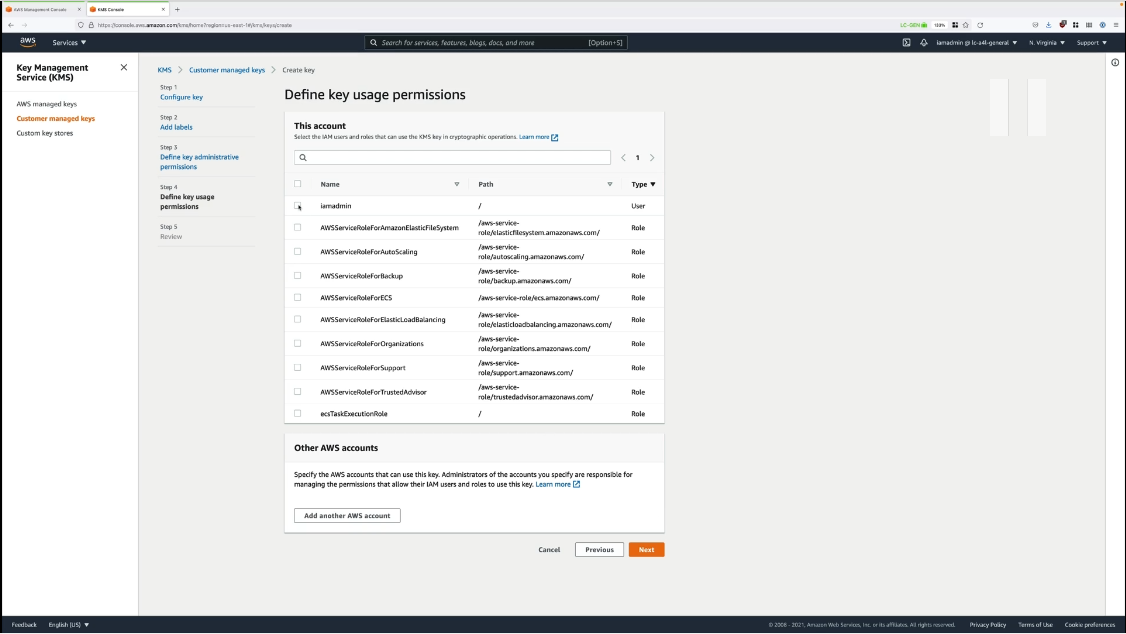 AWS Management Console
KMS Console
https://console.aws.amazon.com/kms/home?region=us-east-1#/kms/keys/create
LC-GEN
133%
aws
Services
Search for services, features, blogs, docs, and more
[Option+S]
iamadmin @ lc-a4l-general
N. Virginia
Support
Key Management
Service (KMS)
AWS managed keys
Customer managed keys
Custom key stores
KMS > Customer managed keys > Create key
Step 1
Configure key
Step 2
Add labels
Step 3
Define key administrative
permissions
Step 4
Define key usage
permissions
Step 5
Review
Define key usage permissions
This account
Select the IAM users and roles that can use the KMS key in cryptographic operations. Learn more
1
Name Path Type
iamadmin / User
AWSServiceRoleForAmazonElasticFileSystem /aws-service-role/elasticfilesystem.amazonaws.com/ Role
AWSServiceRoleForAutoScaling /aws-service-role/autoscaling.amazonaws.com/ Role
AWSServiceRoleForBackup /aws-service-role/backup.amazonaws.com/ Role
AWSServiceRoleForECS /aws-service-role/ecs.amazonaws.com/ Role
AWSServiceRoleForElasticLoadBalancing /aws-service-role/elasticloadbalancing.amazonaws.com/ Role
AWSServiceRoleForOrganizations /aws-service-role/organizations.amazonaws.com/ Role
AWSServiceRoleForSupport /aws-service-role/support.amazonaws.com/ Role
AWSServiceRoleForTrustedAdvisor /aws-service-role/trustedadvisor.amazonaws.com/ Role
ecsTaskExecutionRole / Role
Other AWS accounts
Specify the AWS accounts that can use this key. Administrators of the accounts you specify are responsible for
managing the permissions that allow their IAM users and roles to use this key. Learn more
Add another AWS account
Cancel
Previous
Next
Feedback
English (US)
© 2008 - 2021, Amazon Web Services, Inc. or its affiliates. All rights reserved.
Privacy Policy
Terms of Use
Cookie preferences